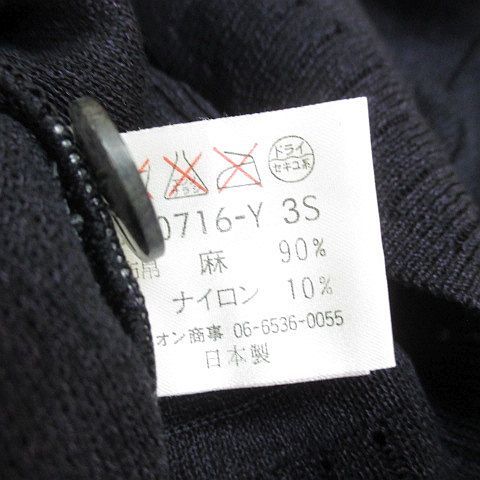 ドライ
セキユ系
0716-Y 3S
麻 90%
ナイロン 10%
オン商事 06-6536-0055
日本製